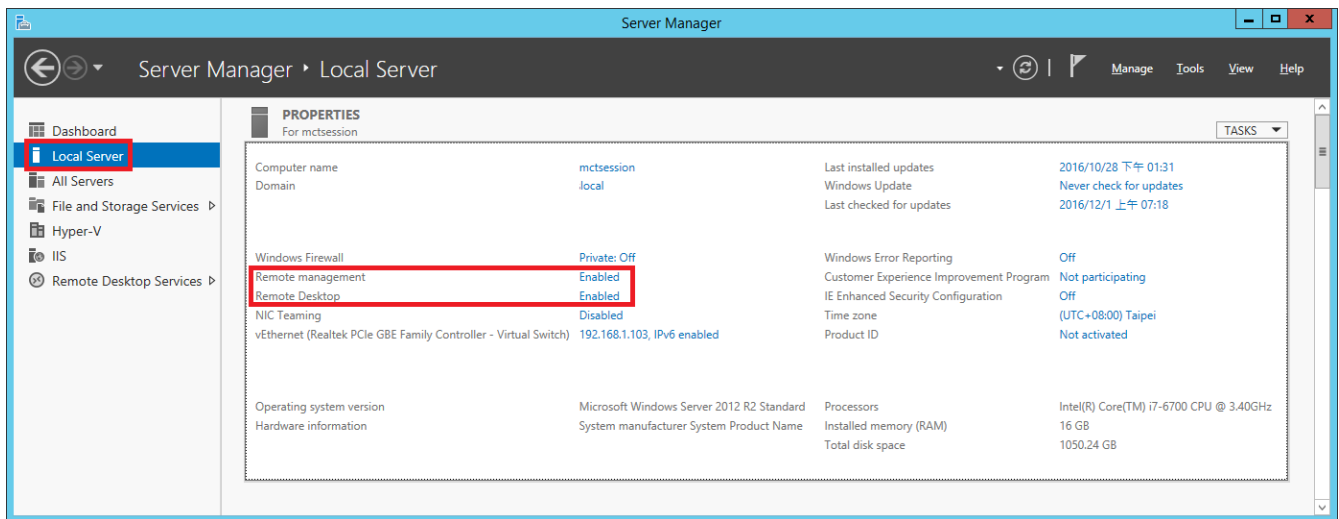 Server Manager
Server Manager • Local Server
Manage Tools View Help
Dashboard
Local Server
All Servers
File and Storage Services
Hyper-V
IIS
Remote Desktop Services
PROPERTIES
For mctsession
TASKS
Computer name mctsession
Domain .local
Last installed updates 2016/10/28 下午 01:31
Windows Update Never check for updates
Last checked for updates 2016/12/1 上午 07:18
Windows Firewall Private: Off
Remote management Enabled
Remote Desktop Enabled
NIC Teaming Disabled
vEthernet (Realtek PCIe GBE Family Controller - Virtual Switch) 192.168.1.103, IPv6 enabled
Windows Error Reporting Off
Customer Experience Improvement Program Not participating
IE Enhanced Security Configuration Off
Time zone (UTC+08:00) Taipei
Product ID Not activated
Operating system version Microsoft Windows Server 2012 R2 Standard
Hardware information System manufacturer System Product Name
Processors Intel(R) Core(TM) i7-6700 CPU @ 3.40GHz
Installed memory (RAM) 16 GB
Total disk space 1050.24 GB